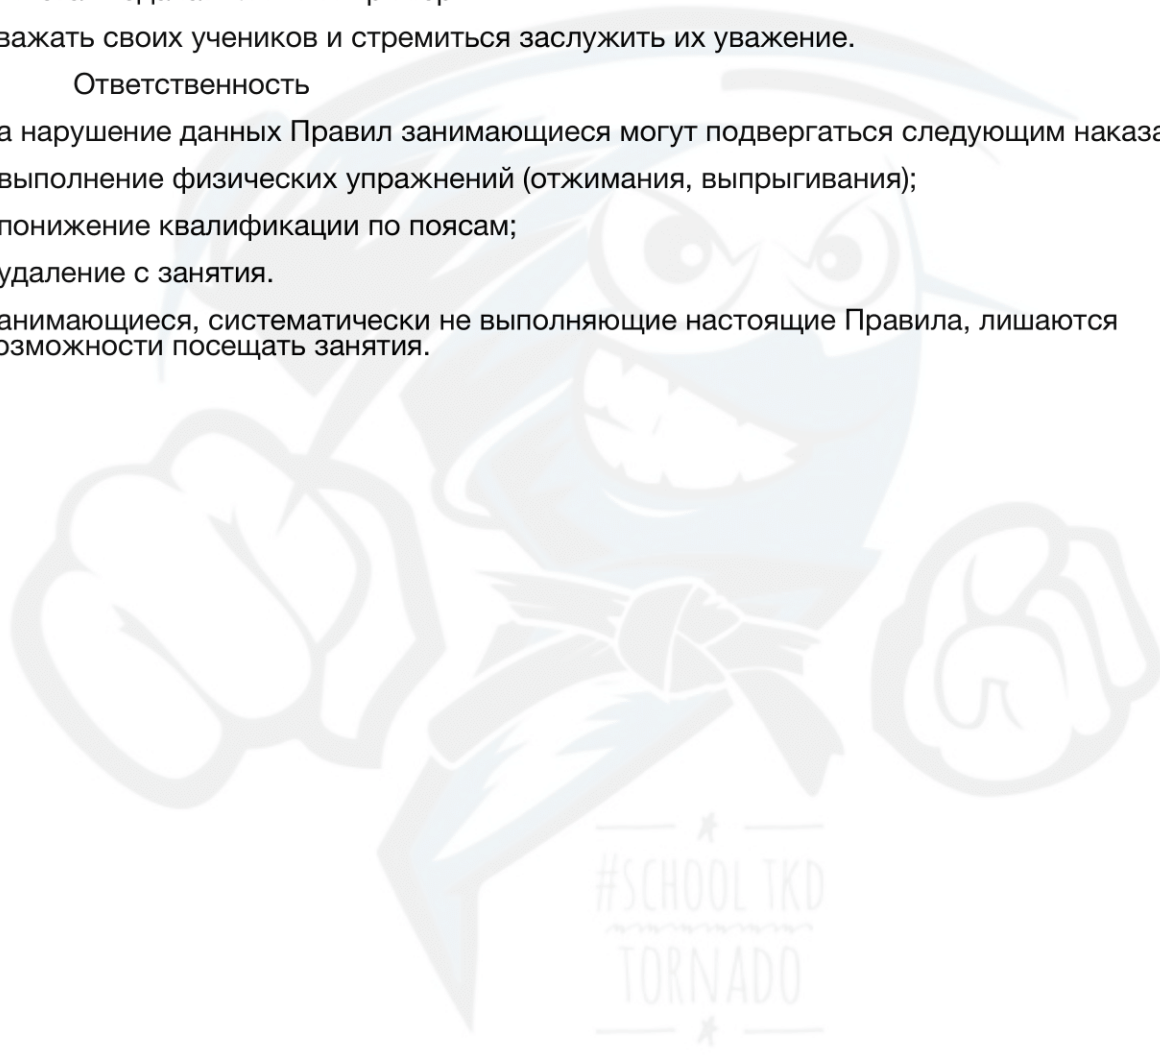 важать своих учеников и стремиться заслужить их уважение.
Ответственность
а нарушение данных Правил занимающиеся могут подвергаться следующим наказа
выполнение физических упражнений (отжимания, выпрыгивания);
понижение квалификации по поясам;
удаление с занятия.
анимающиеся, систематически не выполняющие настоящие Правила, лишаются
озможности посещать занятия.
#SCHOOL TKD
TORNADO